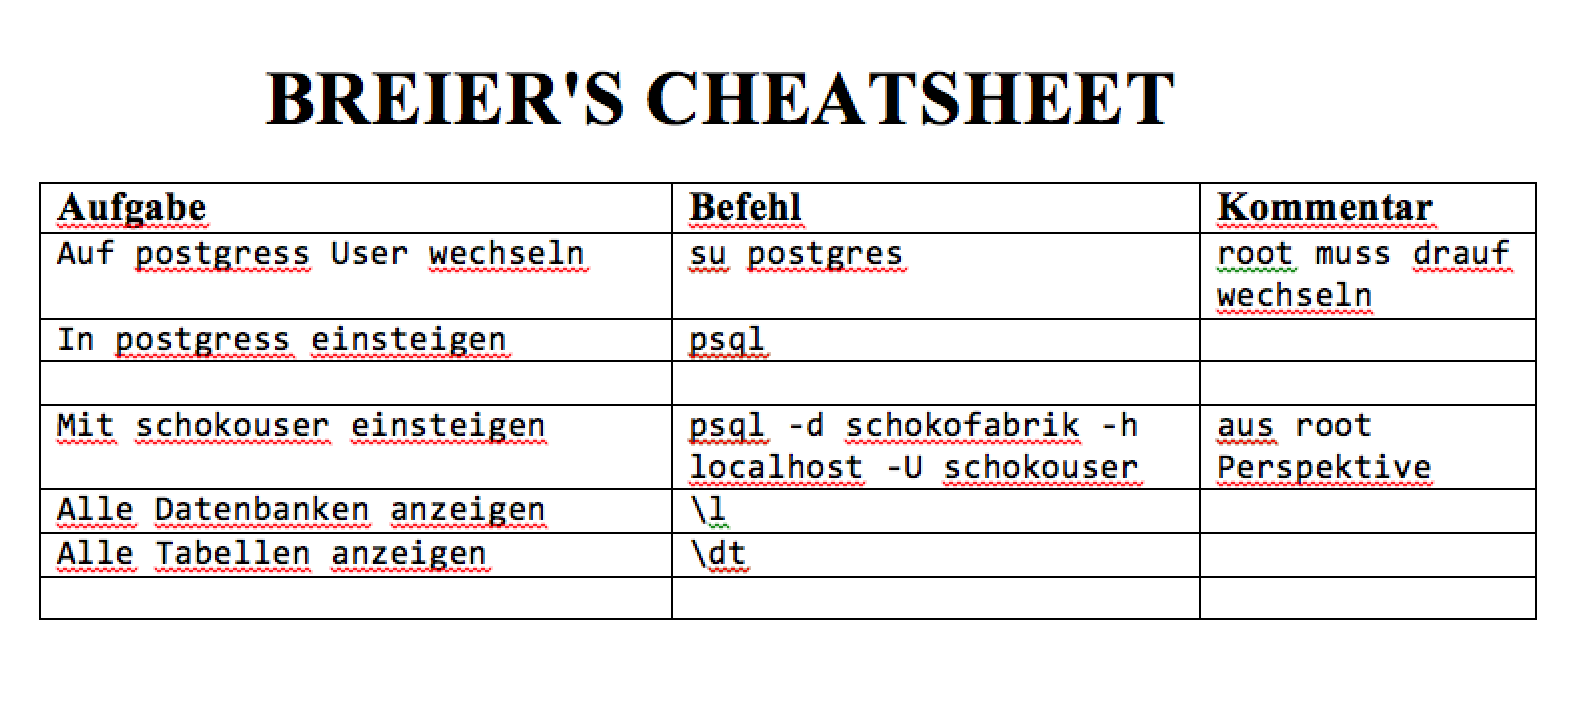 BREIER'S CHEATSHEET
Aufgabe Befehl Kommentar
Auf postgress User wechseln su postgres root muss drauf
wechseln
In postgress einsteigen psql
Mit schokouser einsteigen psql -d schokofabrik -h aus root
localhost -U schokouser Perspektive
Alle Datenbanken anzeigen \l
Alle Tabellen anzeigen \dt